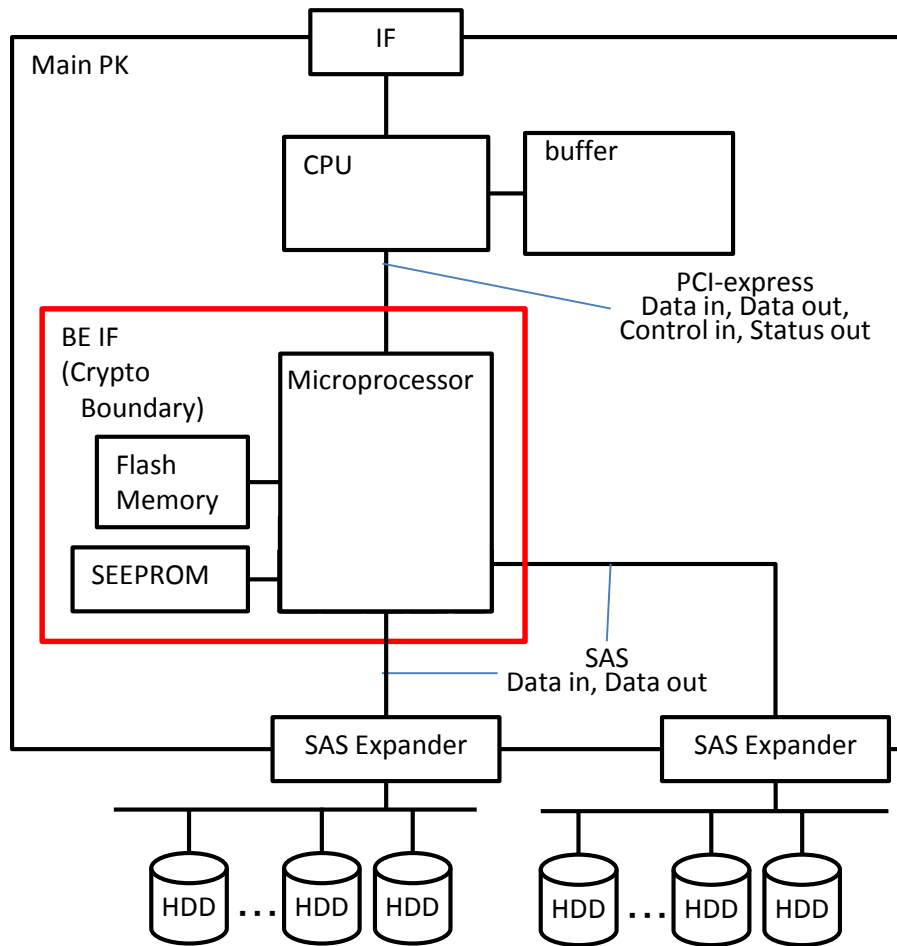 IF
Main PK
CPU
buffer
PCI-express
Data in, Data out,
Control in, Status out
BE IF
(Crypto
Boundary)
Microprocessor
Flash
Memory
SEEPROM
SAS
Data in, Data out
SAS Expander
SAS Expander
HDD ... HDD HDD
HDD ... HDD HDD